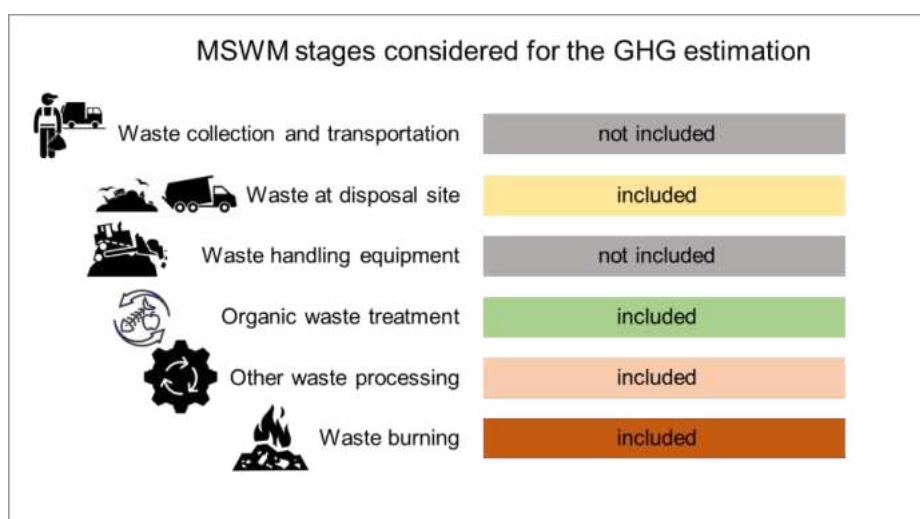 MSWM stages considered for the GHG estimation
Waste collection and transportation not included
Waste at disposal site included
Waste handling equipment not included
Organic waste treatment included
Other waste processing included
Waste burning included